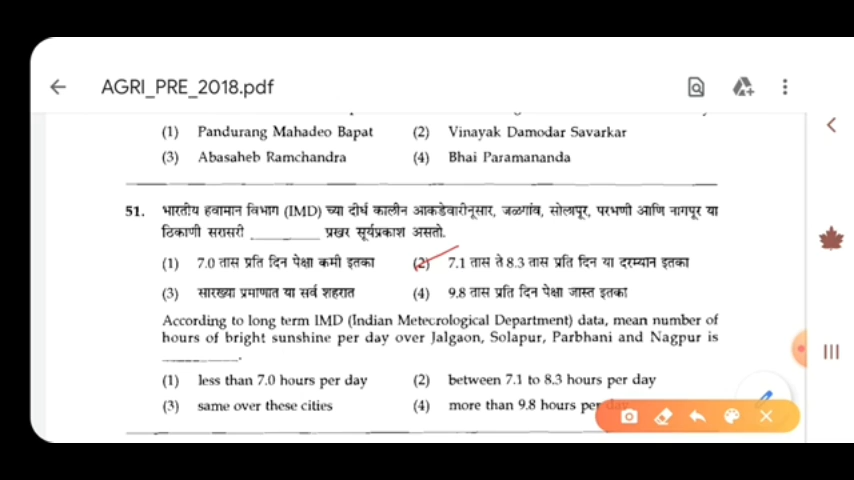 AGRI_PRE_2018.pdf
(1) Pandurang Mahadeo Bapat (2) Vinayak Damodar Savarkar
(3) Abasaheb Ramchandra (4) Bhai Paramananda
51. भारतीय हवामान विभाग (IMD) च्या दीर्घ कालीन आकडेवारीनूसार, जळगांव, सोलापूर, परभणी आणि नागपूर या
ठिकाणी सरासरी ________ प्रखर सूर्यप्रकाश असतो.
(1) 7.0 तास प्रति दिन पेक्षा कमी इतका (2) 7.1 तास ते 8.3 तास प्रति दिन या दरम्यान इतका
(3) सारख्या प्रमाणात या सर्व शहरात (4) 9.8 तास प्रति दिन पेक्षा जास्त इतका
According to long term IMD (Indian Meteorological Department) data, mean number of
hours of bright sunshine per day over Jalgaon, Solapur, Parbhani and Nagpur is
________.
(1) less than 7.0 hours per day (2) between 7.1 to 8.3 hours per day
(3) same over these cities (4) more than 9.8 hours per day